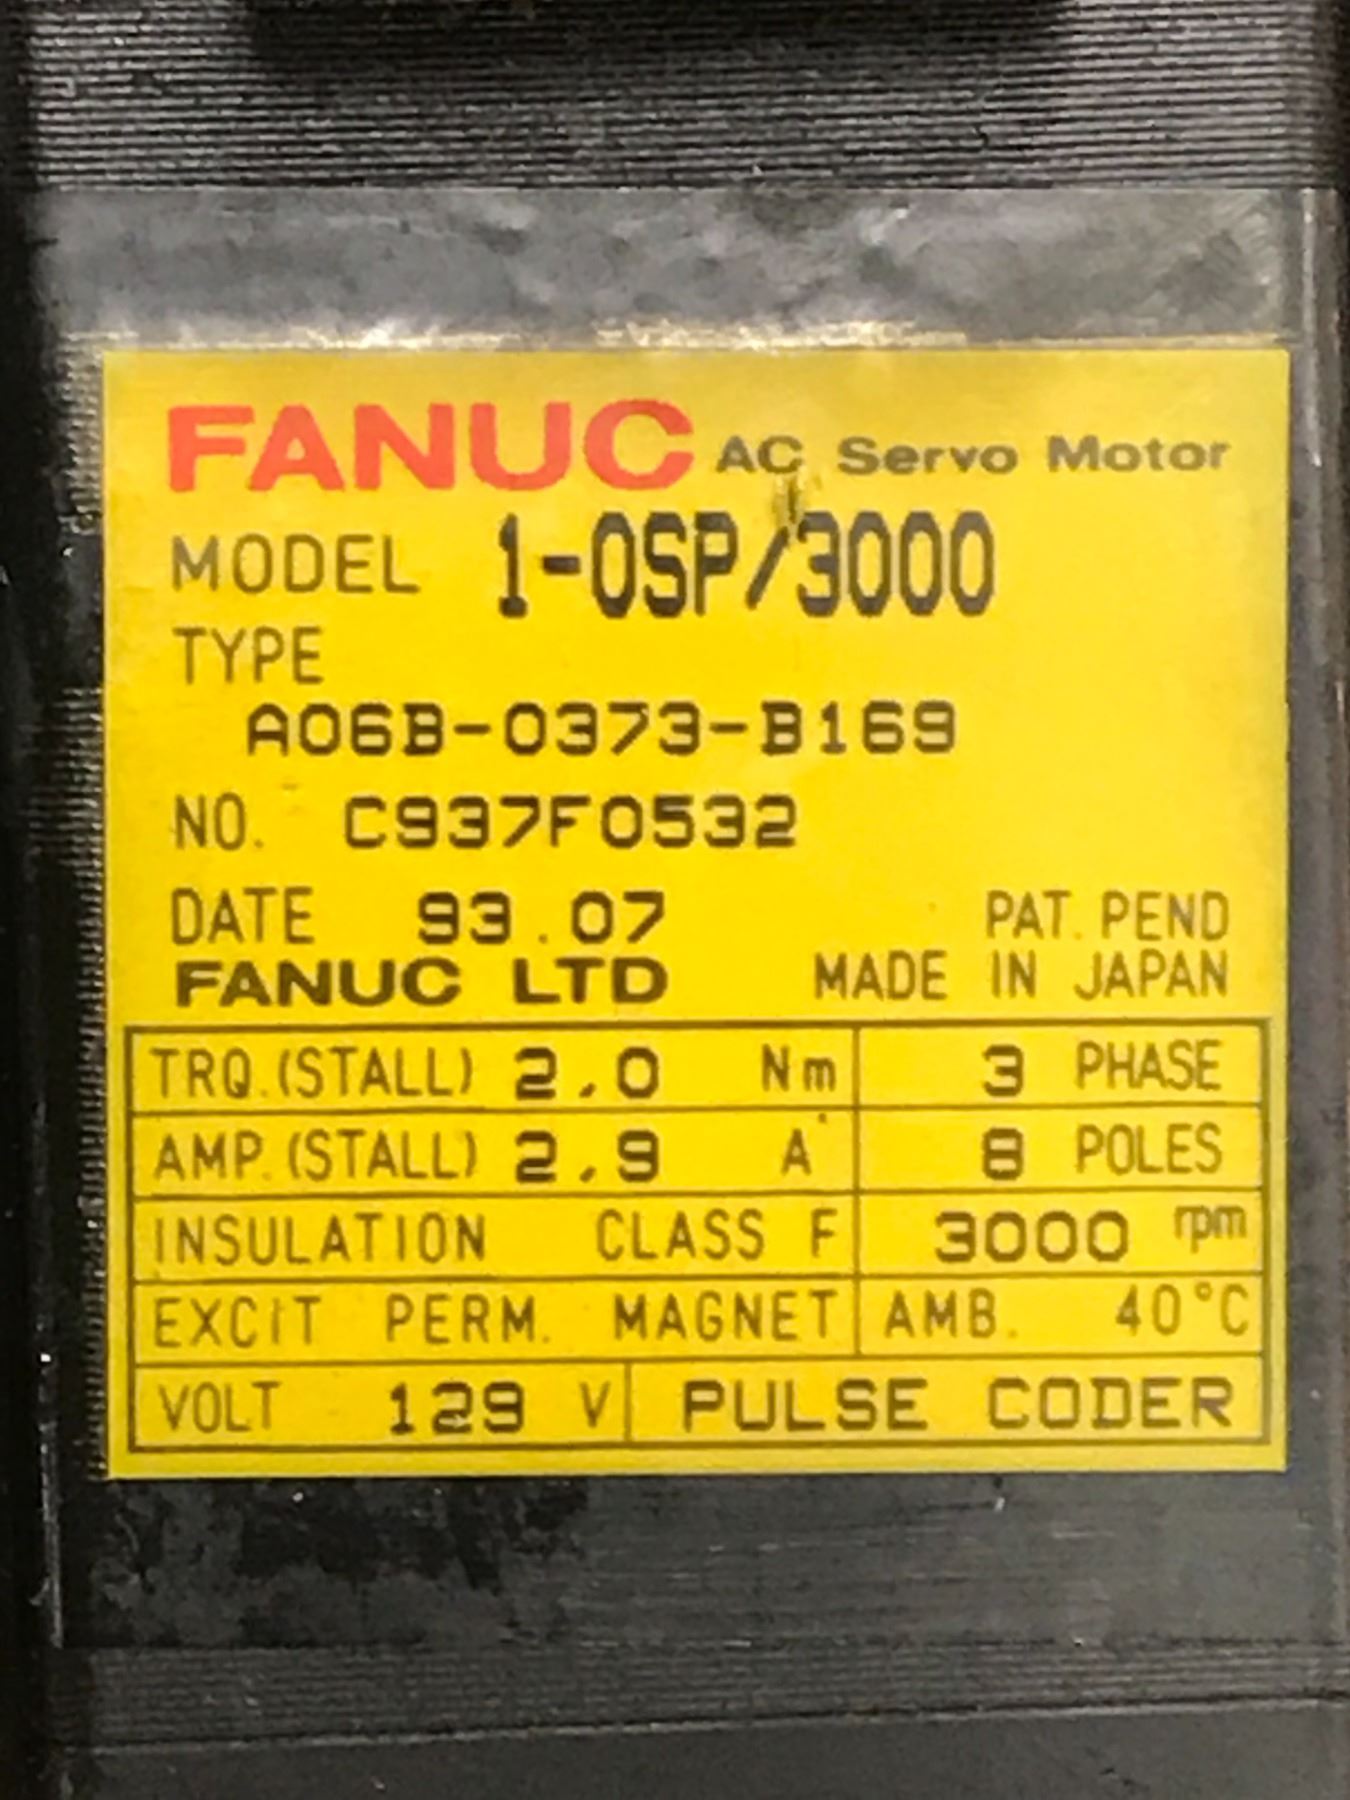 FANUC AC Servo Motor
MODEL 1-0SP/3000
TYPE
A06B-0373-B169
NO. C937F0532
DATE 93.07 PAT. PEND
FANUC LTD MADE IN JAPAN
TRQ.(STALL) 2.0 Nm 3 PHASE
AMP.(STALL) 2.9 A 8 POLES
INSULATION CLASS F 3000 rpm
EXCIT PERM. MAGNET AMB. 40°C
VOLT 129 V PULSE CODER